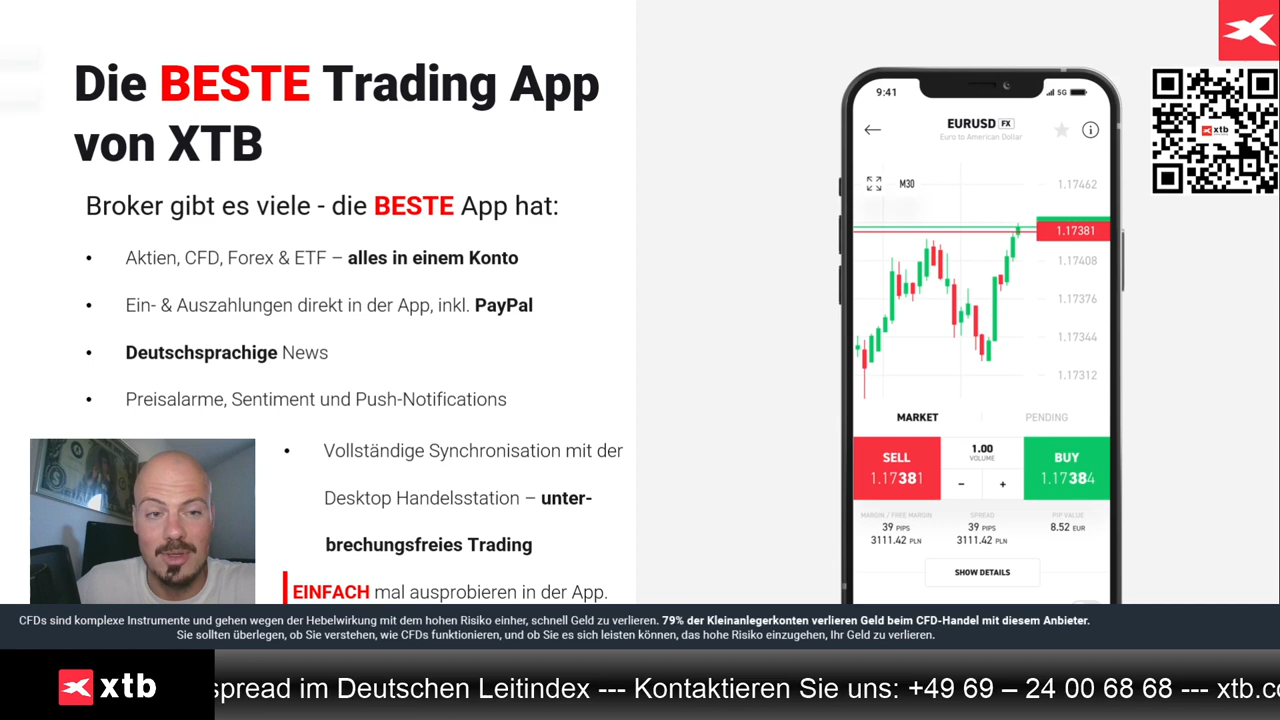 Die BESTE Trading App
von XTB
Broker gibt es viele - die BESTE App hat:
• Aktien, CFD, Forex & ETF – alles in einem Konto
• Ein- & Auszahlungen direkt in der App, inkl. PayPal
• Deutschsprachige News
• Preisalarme, Sentiment und Push-Notifications
• Vollständige Synchronisation mit der
Desktop Handelsstation – unter-
brechungsfreies Trading
EINFACH mal ausprobieren in der App.
9:41
5G
EURUSD FX
Euro to American Dollar
M30
1.17462
1.17381
1.17408
1.17376
1.17344
1.17312
MARKET
PENDING
SELL
1.17381
1.00
VOLUME
- +
BUY
1.17384
MARGIN / FREE MARGIN
39 PIPS
3111.42 PLN
SPREAD
39 PIPS
3111.42 PLN
PIP VALUE
8.52 EUR
SHOW DETAILS
xtb
CFDs sind komplexe Instrumente und gehen wegen der Hebelwirkung mit dem hohen Risiko einher, schnell Geld zu verlieren. 79% der Kleinanlegerkonten verlieren Geld beim CFD-Handel mit diesem Anbieter.
Sie sollten überlegen, ob Sie verstehen, wie CFDs funktionieren, und ob Sie es sich leisten können, das hohe Risiko einzugehen, Ihr Geld zu verlieren.
xtb
spread im Deutschen Leitindex --- Kontaktieren Sie uns: +49 69 – 24 00 68 68 --- xtb.co